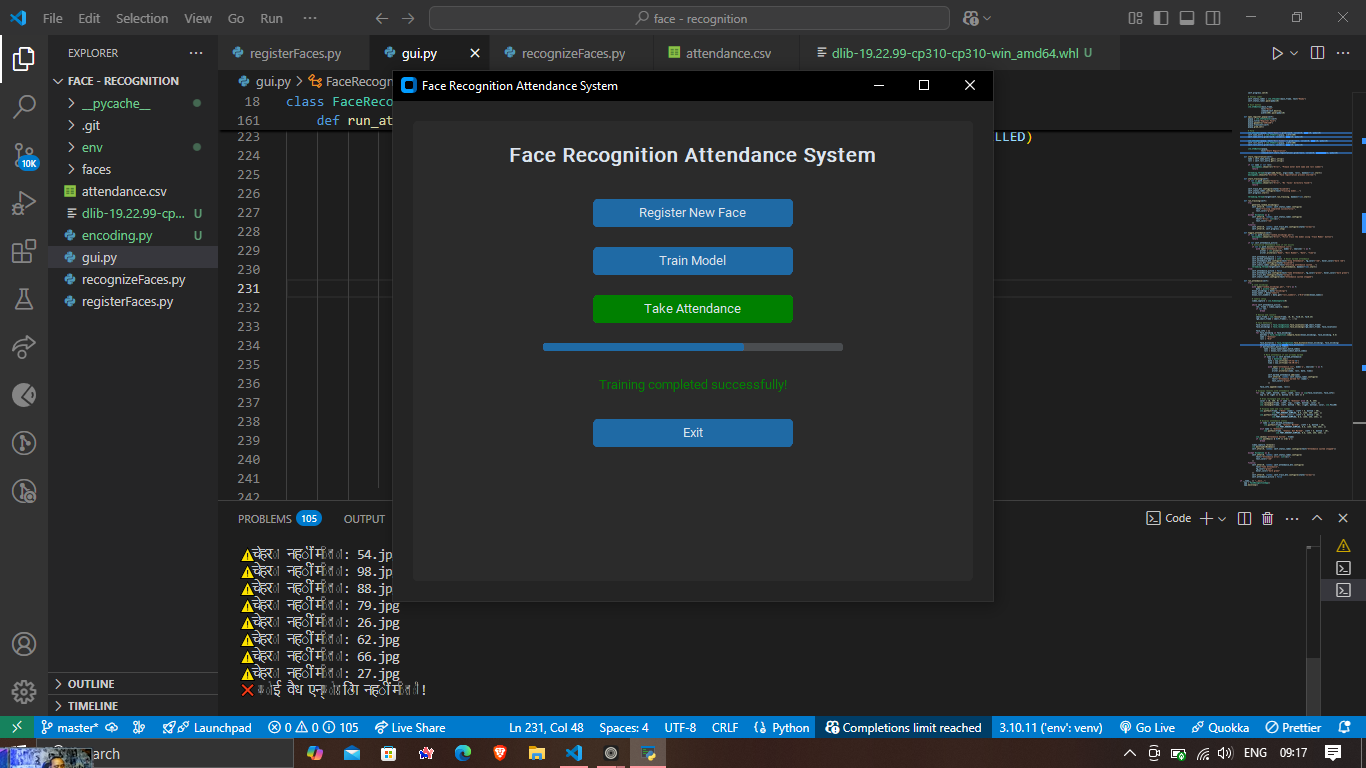 File Edit Selection View Go Run ··· face - recognition
EXPLORER ···
registerFaces.py gui.py recognizeFaces.py attendance.csv dlib-19.22.99-cp310-cp310-win_amd64.whl U
FACE - RECOGNITION
__pycache__
.git
env
faces
attendance.csv
dlib-19.22.99-cp... U
encoding.py U
gui.py
recognizeFaces.py
registerFaces.py
OUTLINE
TIMELINE
10K
gui.py > FaceRecogn
18 class FaceReco
161 def run_at
223 LLED)
224
225
226
227
228
229
230
231
232
233
234
235
236
237
238
239
240
241
242
Face Recognition Attendance System
Face Recognition Attendance System
Register New Face
Train Model
Take Attendance
Training completed successfully!
Exit
PROBLEMS 105 OUTPUT Code
चेहरा नहीं मिला: 54.jp
चेहरा नहीं मिला: 98.jp
चेहरा नहीं मिला: 88.jp
चेहरा नहीं मिला: 79.jpg
चेहरा नहीं मिला: 26.jpg
चेहरा नहीं मिला: 62.jpg
चेहरा नहीं मिला: 66.jpg
चेहरा नहीं मिला: 27.jpg
कोई वैध एन्कोडिंग नहीं मिली!
master* Launchpad 0 0 105 Live Share Ln 231, Col 48 Spaces: 4 UTF-8 CRLF Python Completions limit reached 3.10.11 ('env': venv) Go Live Quokka Prettier
arch ENG 09:17